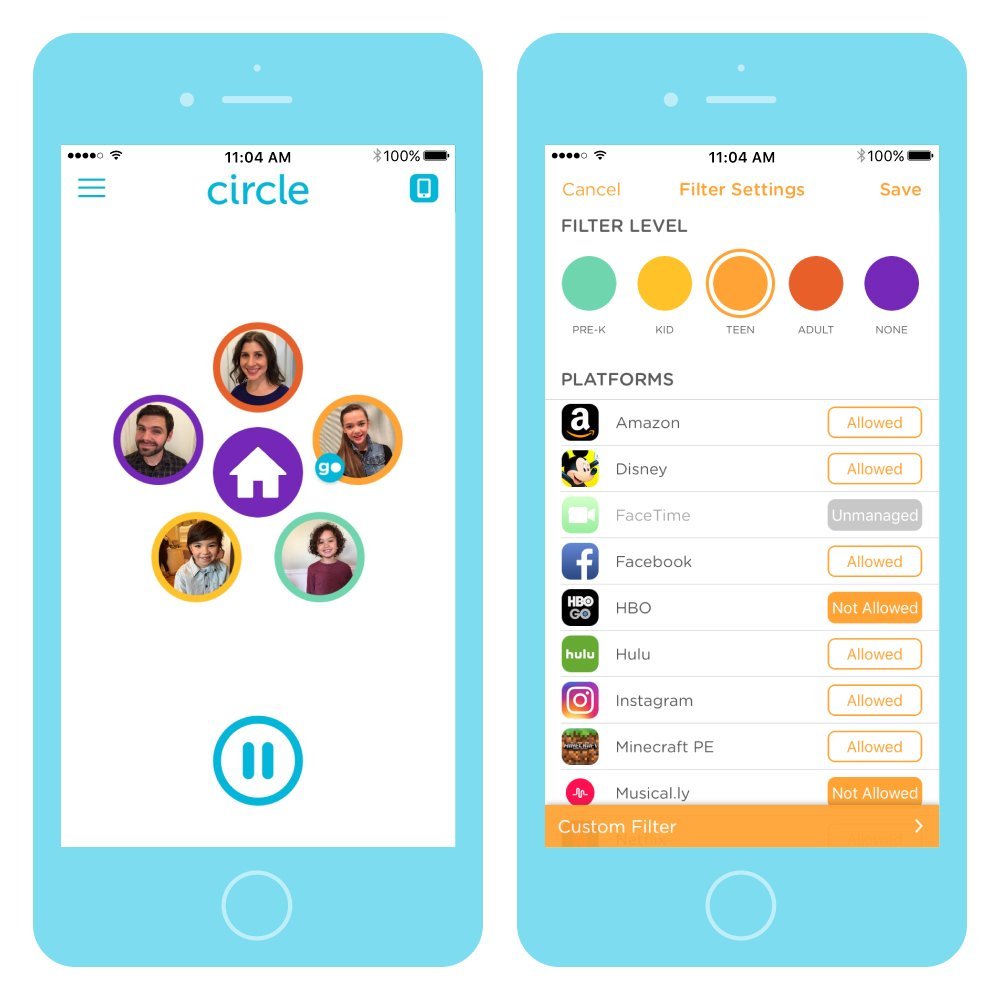 11:04 AM
100%
circle
go
11:04 AM
100%
Cancel
Filter Settings
Save
FILTER LEVEL
PRE-K
KID
TEEN
ADULT
NONE
PLATFORMS
a
Amazon
Allowed
Disney
Allowed
FaceTime
Unmanaged
f
Facebook
Allowed
HBO
GO
HBO
Not Allowed
hulu
Hulu
Allowed
Instagram
Allowed
MINECRAFT
Minecraft PE
Allowed
Musical.ly
Not Allowed
Custom Filter
Netflix
Allowed